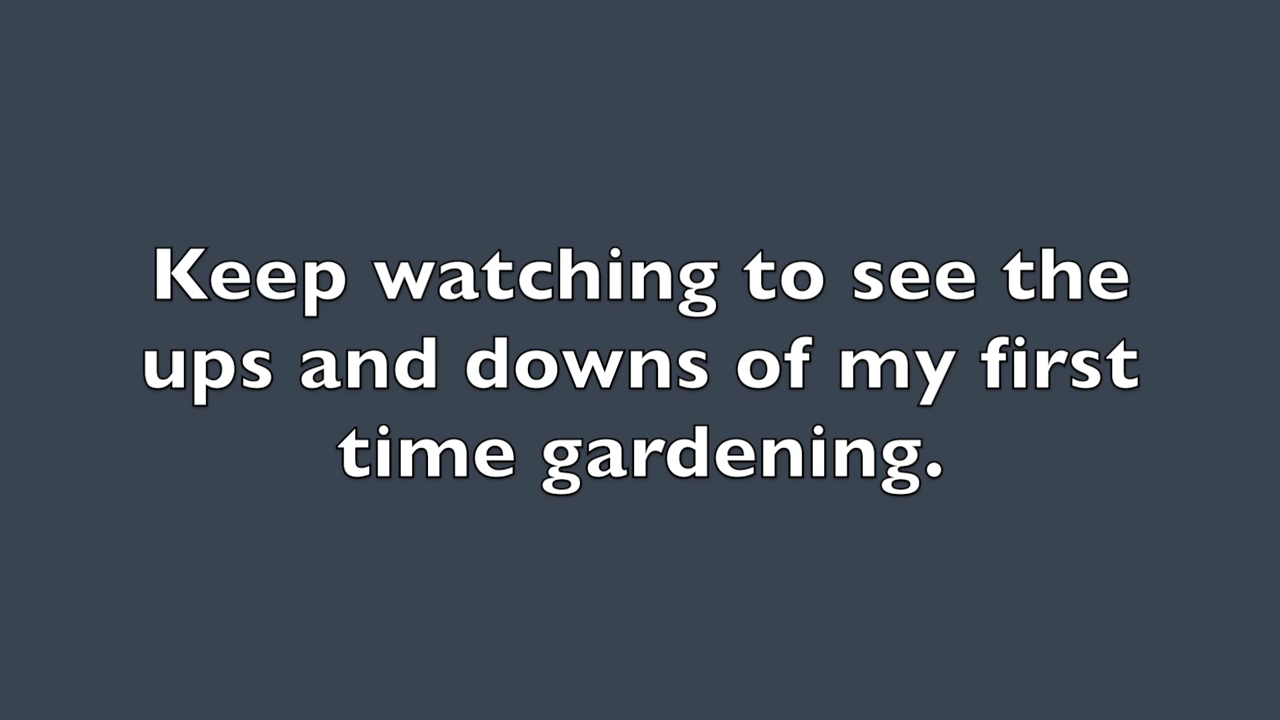 Keep watching to see the
ups and downs of my first
time gardening.